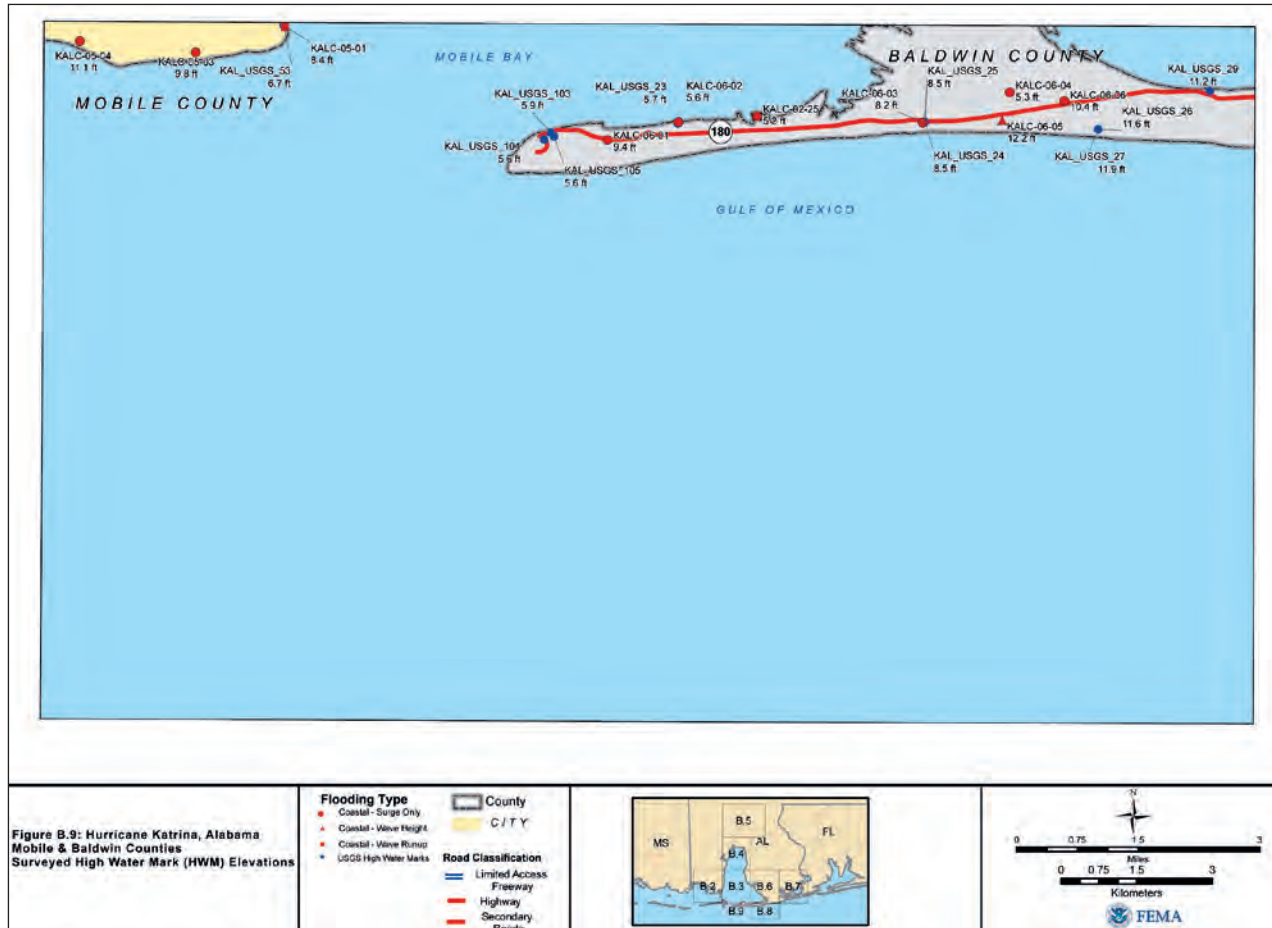 KALC-05-04
11.1 ft
KALC-05-03
9.8 ft
KAL_USGS_53
6.7 ft
KALC-05-01
8.4 ft
MOBILE COUNTY
MOBILE BAY
KAL_USGS_103
5.9 ft
KAL_USGS_23
5.7 ft
KALC-06-02
5.6 ft
KALC-02-25
KALC-06-03
8.2 ft
BALDWIN COUNTY
KAL_USGS_25
8.5 ft
KALC-06-04
5.3 ft
KALC-06-06
10.4 ft
KAL_USGS_29
11.2 ft
KAL_USGS_26
11.6 ft
KALC-06-05
12.2 ft
KAL_USGS_27
11.9 ft
KAL_USGS_24
8.5 ft
180
KALC-06-01
9.4 ft
5.6 ft
KAL_USGS_105
5.6 ft
GULF OF MEXICO
Figure B.9: Hurricane Katrina, Alabama
Mobile & Baldwin Counties
Surveyed High Water Mark (HWM) Elevations
Flooding Type
Coastal - Surge Only
Coastal - Wave Height
Coastal - Wave Runup
USGS High Water Marks
County
CITY
Road Classification
Limited Access
Freeway
Highway
Secondary
MS
B.5
AL
FL
B.4
B.2
B.3
B.6
B.7
B.9
B.8
N
0 0.75 1.5 3
Miles
0 0.75 1.5 3
Kilometers
FEMA